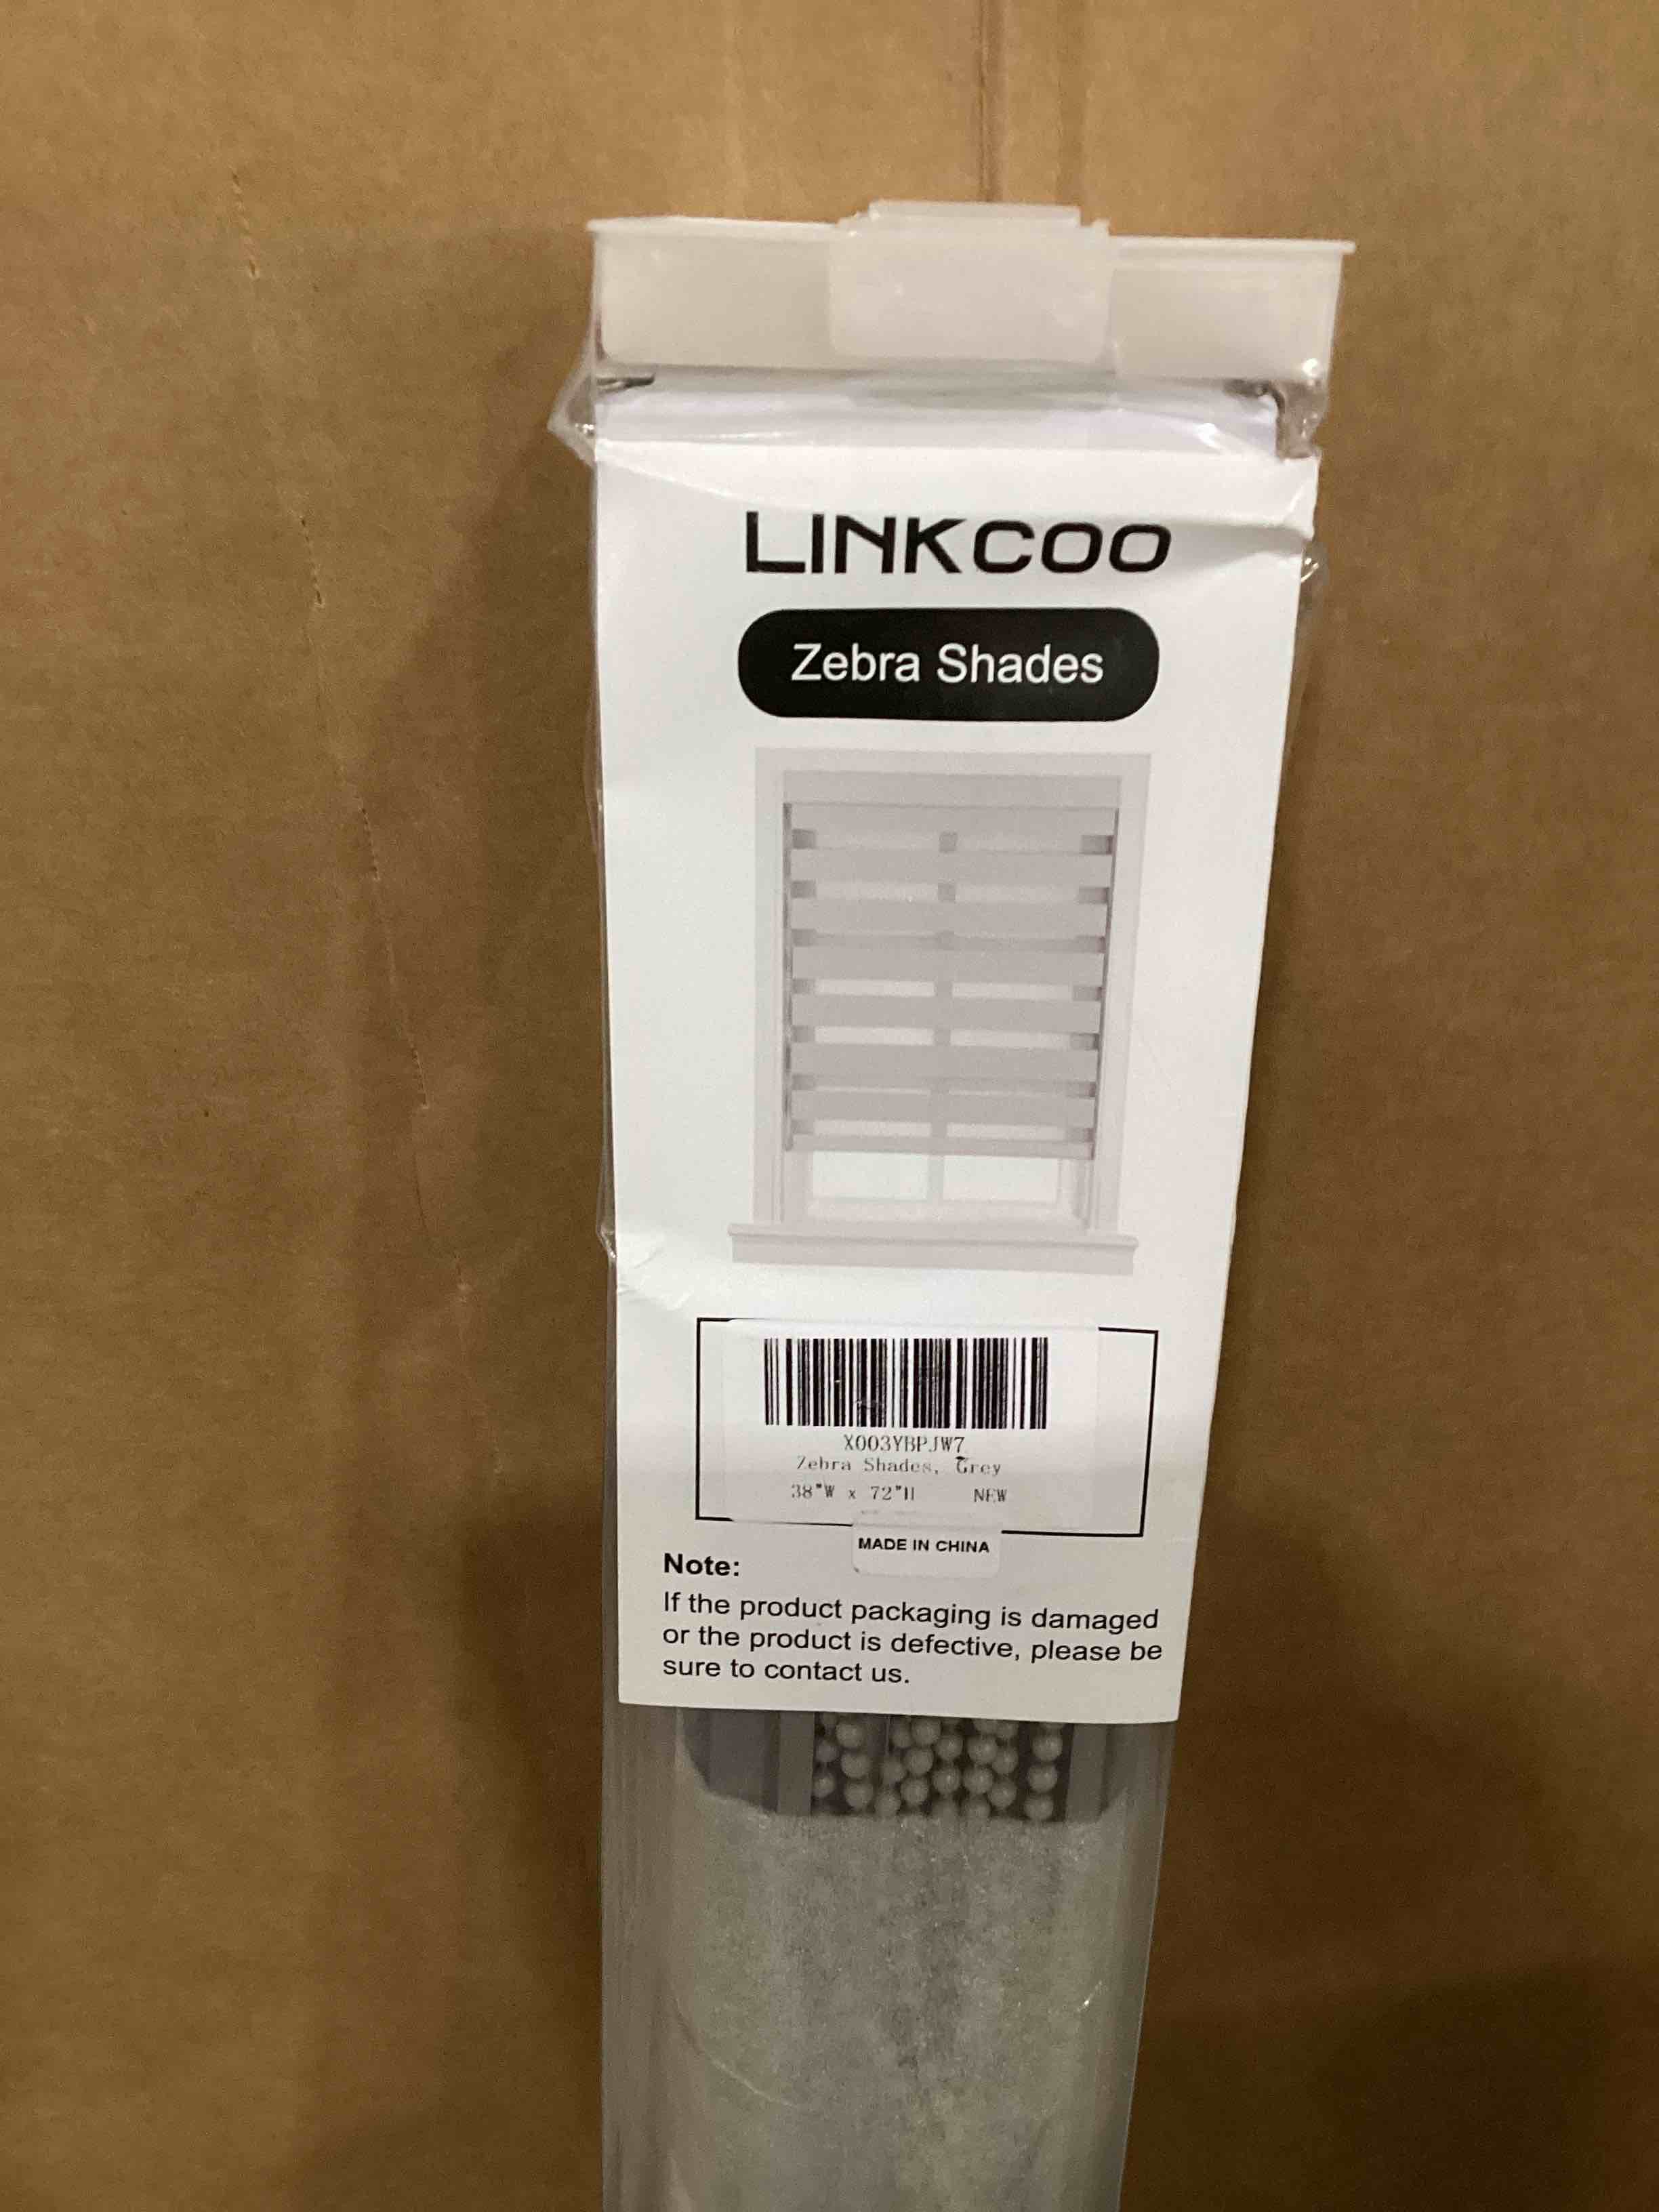 LINKCOO
Zebra Shades
X003YBPJW7
Zebra Shades, Grey
38"W x 72"H NEW
MADE IN CHINA
Note:
If the product packaging is damaged
or the product is defective, please be
sure to contact us.